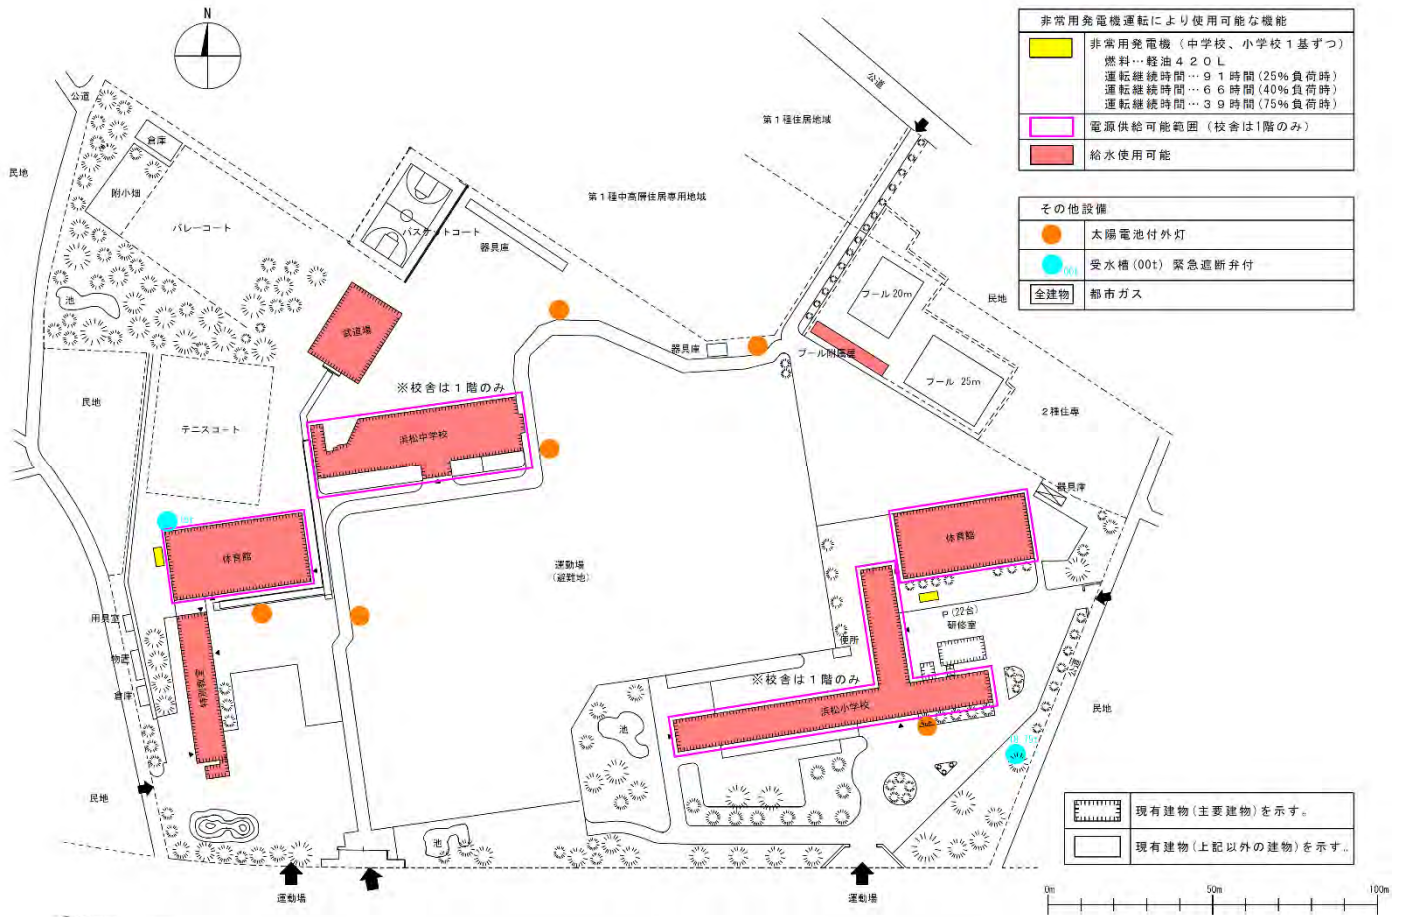 N
公道
倉庫
民地
附小畑
バレーコート
バスケットコート
器具庫
第１種住居地域
第１種中高層住居専用地域
公道
民地
池
武道場
器具庫
プール 20m
プール附属屋
プール 25m
２種住専
民地
テニスコート
※校舎は１階のみ
浜松中学校
体育館
運動場
(避難地)
器具庫
体育館
P (22台)
研修室
便所
用具室
物置
倉庫
特別教室
※校舎は１階のみ
浜松小学校
池
公道
民地
民地
池
運動場
運動場
非常用発電機運転により使用可能な機能
非常用発電機（中学校、小学校１基ずつ）
燃料…軽油４２０Ｌ
運転継続時間…９１時間(25％負荷時)
運転継続時間…６６時間(40％負荷時)
運転継続時間…３９時間(75％負荷時)
電源供給可能範囲（校舎は1階のみ）
給水使用可能
その他設備
太陽電池付外灯
00t
受水槽(00t) 緊急遮断弁付
全建物
都市ガス
現有建物(主要建物)を示す。
現有建物(上記以外の建物)を示す。
0m
50m
100m